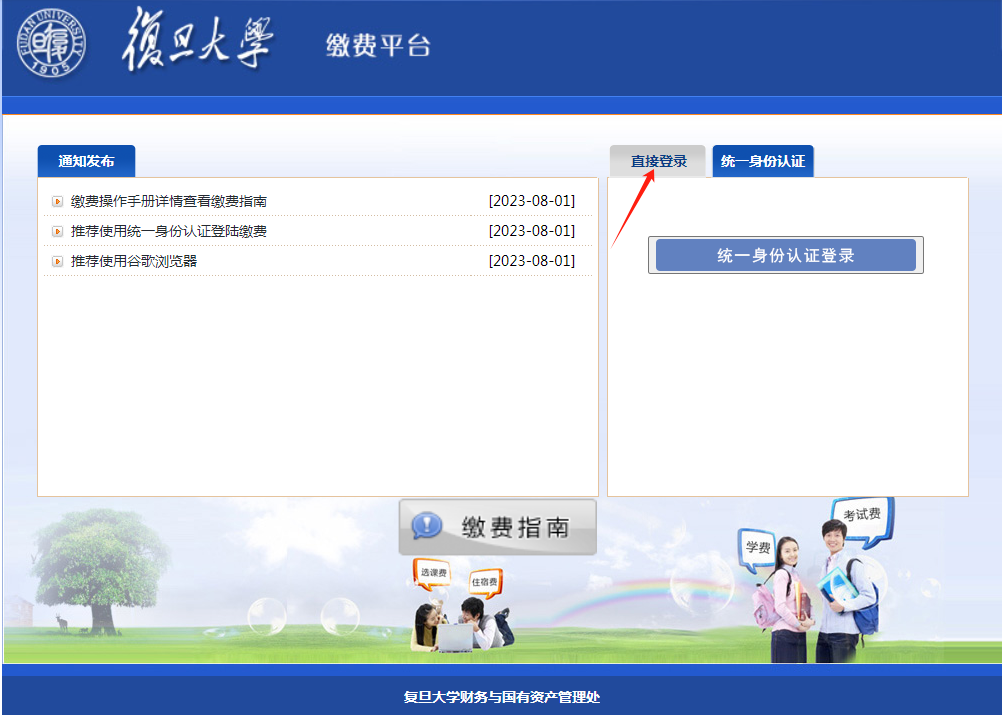 FUDAN UNIVERSITY
1905
復旦大學
缴费平台
通知发布
缴费操作手册详情查看缴费指南 [2023-08-01]
推荐使用统一身份认证登陆缴费 [2023-08-01]
推荐使用谷歌浏览器 [2023-08-01]
直接登录 统一身份认证
统一身份认证登录
缴费指南
选课费
住宿费
学费
考试费
复旦大学财务与国有资产管理处